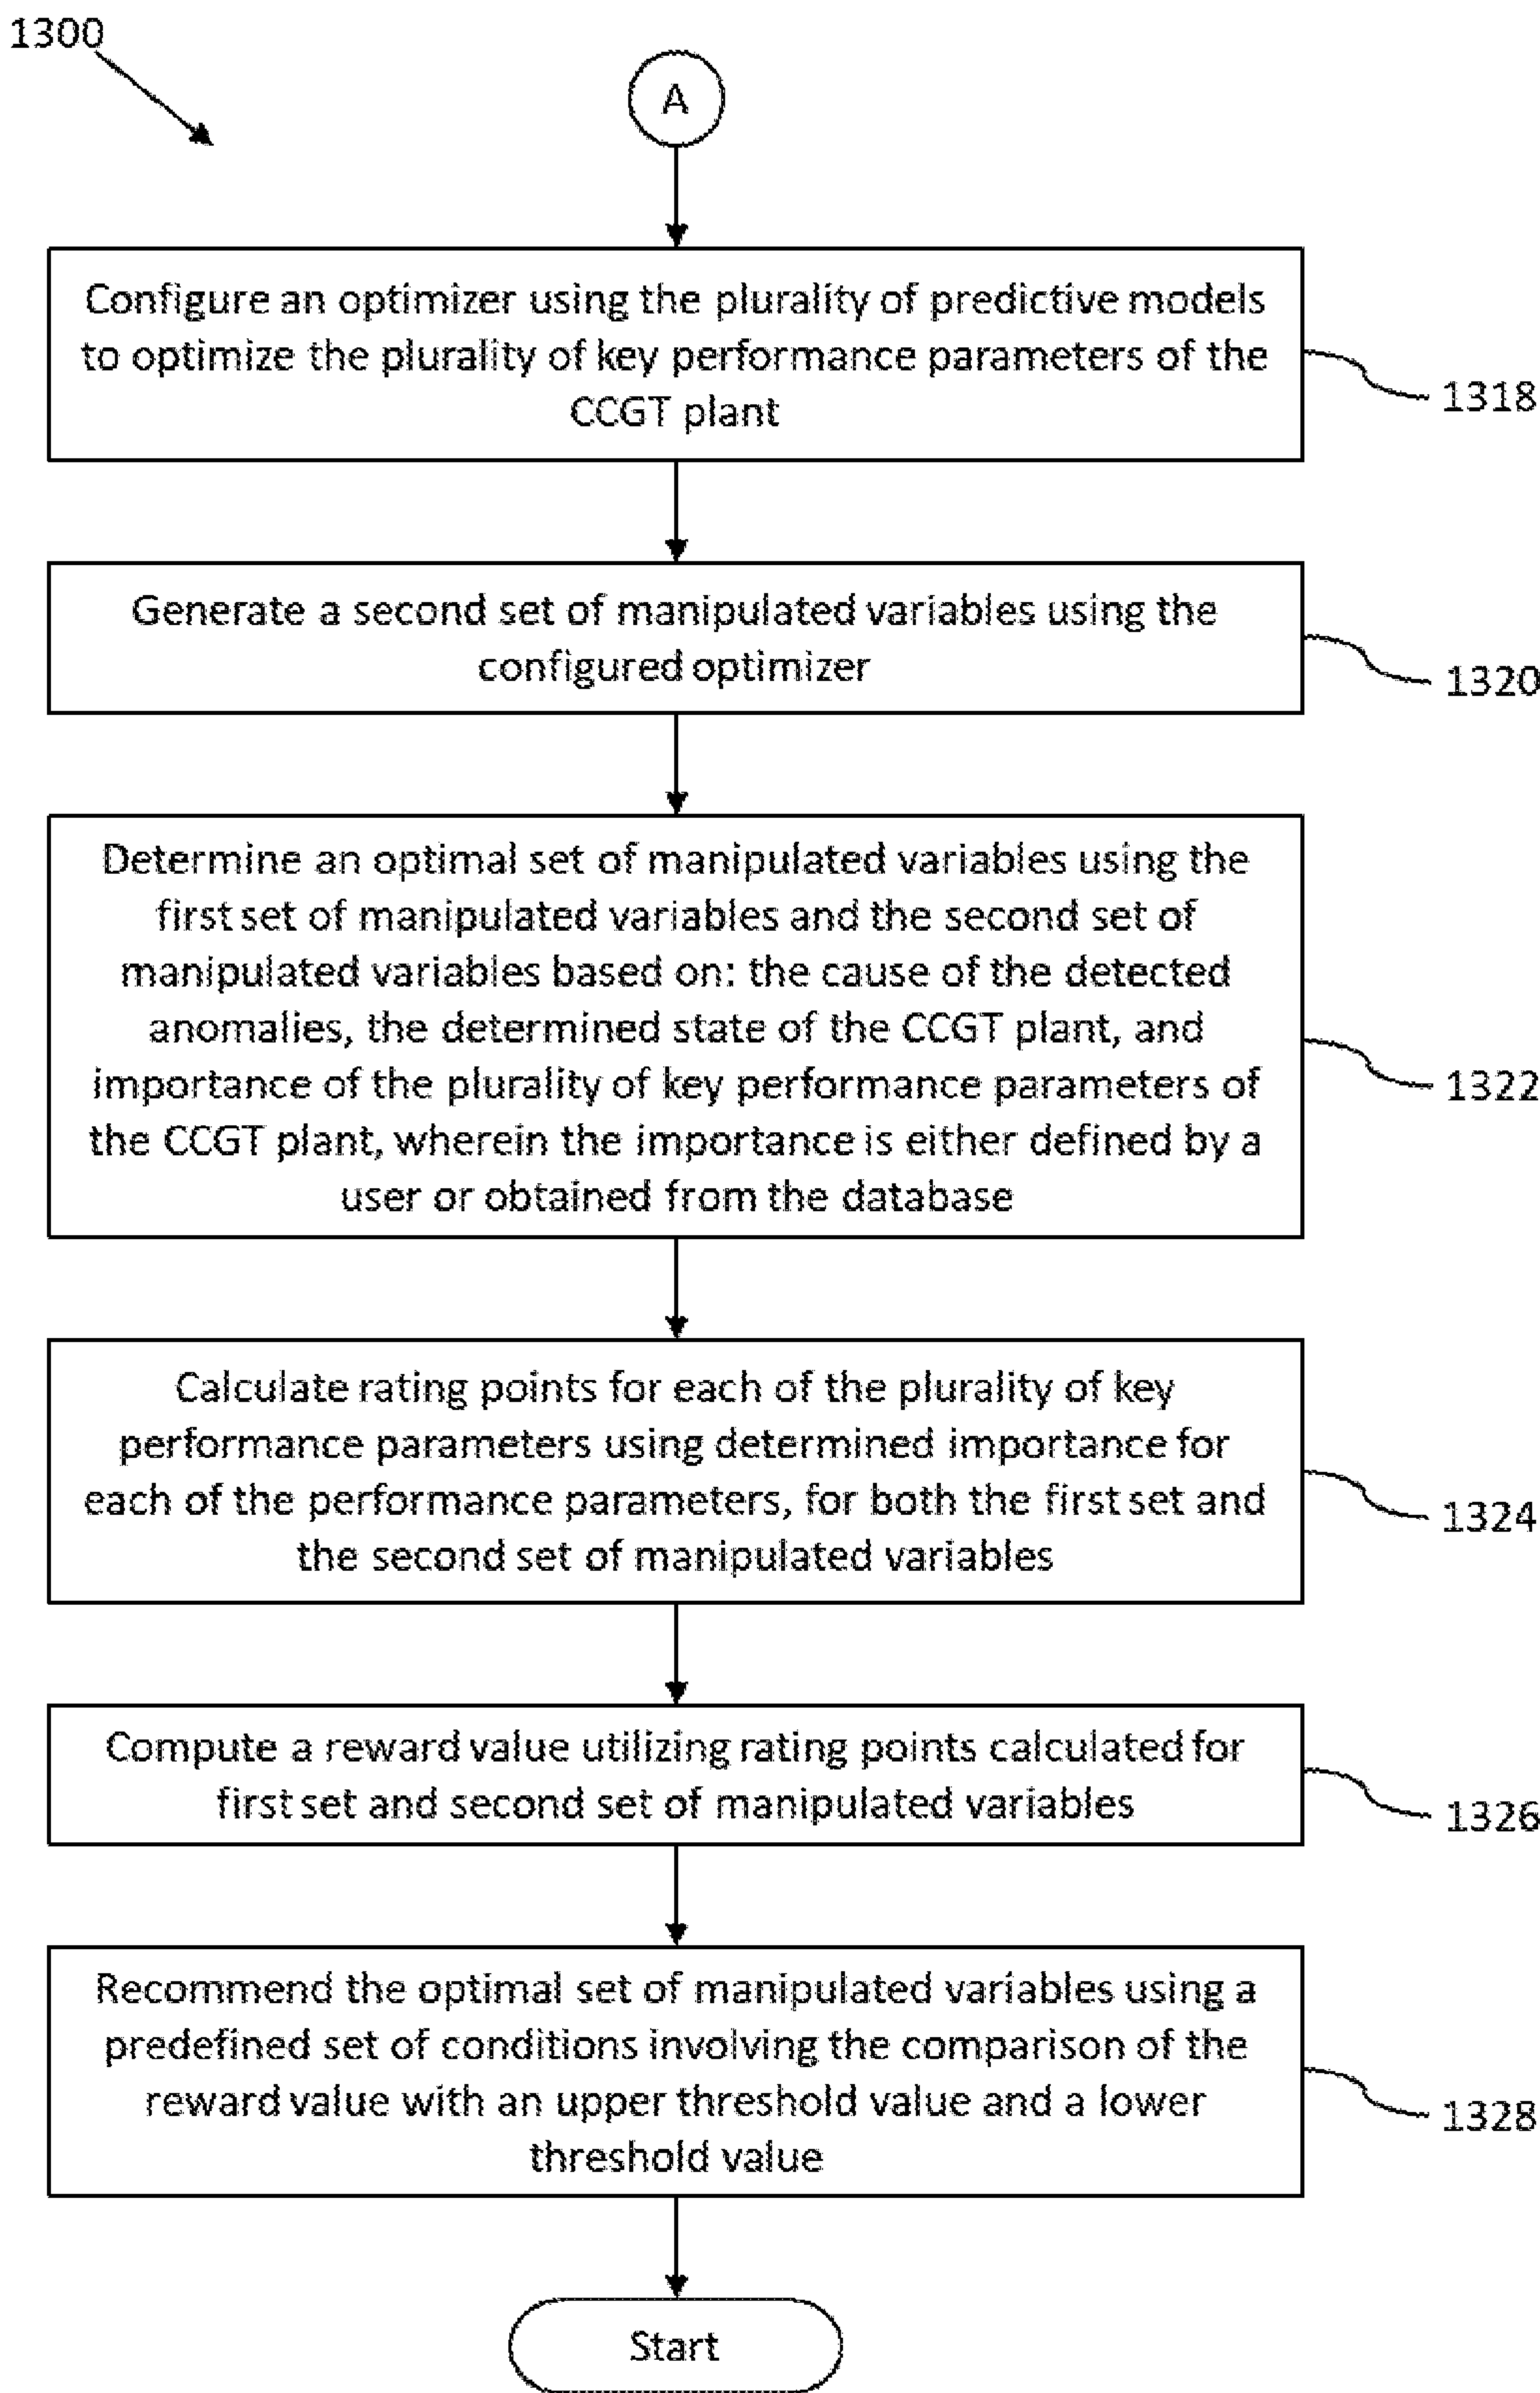 1300
A
Configure an optimizer using the plurality of predictive models
to optimize the plurality of key performance parameters of the
CCGT plant
1318
Generate a second set of manipulated variables using the
configured optimizer
1320
Determine an optimal set of manipulated variables using the
first set of manipulated variables and the second set of
manipulated variables based on: the cause of the detected
anomalies, the determined state of the CCGT plant, and
importance of the plurality of key performance parameters of
the CCGT plant, wherein the importance is either defined by a
user or obtained from the database
1322
Calculate rating points for each of the plurality of key
performance parameters using determined importance for
each of the performance parameters, for both the first set and
the second set of manipulated variables
1324
Compute a reward value utilizing rating points calculated for
first set and second set of manipulated variables
1326
Recommend the optimal set of manipulated variables using a
predefined set of conditions involving the comparison of the
reward value with an upper threshold value and a lower
threshold value
1328
Start